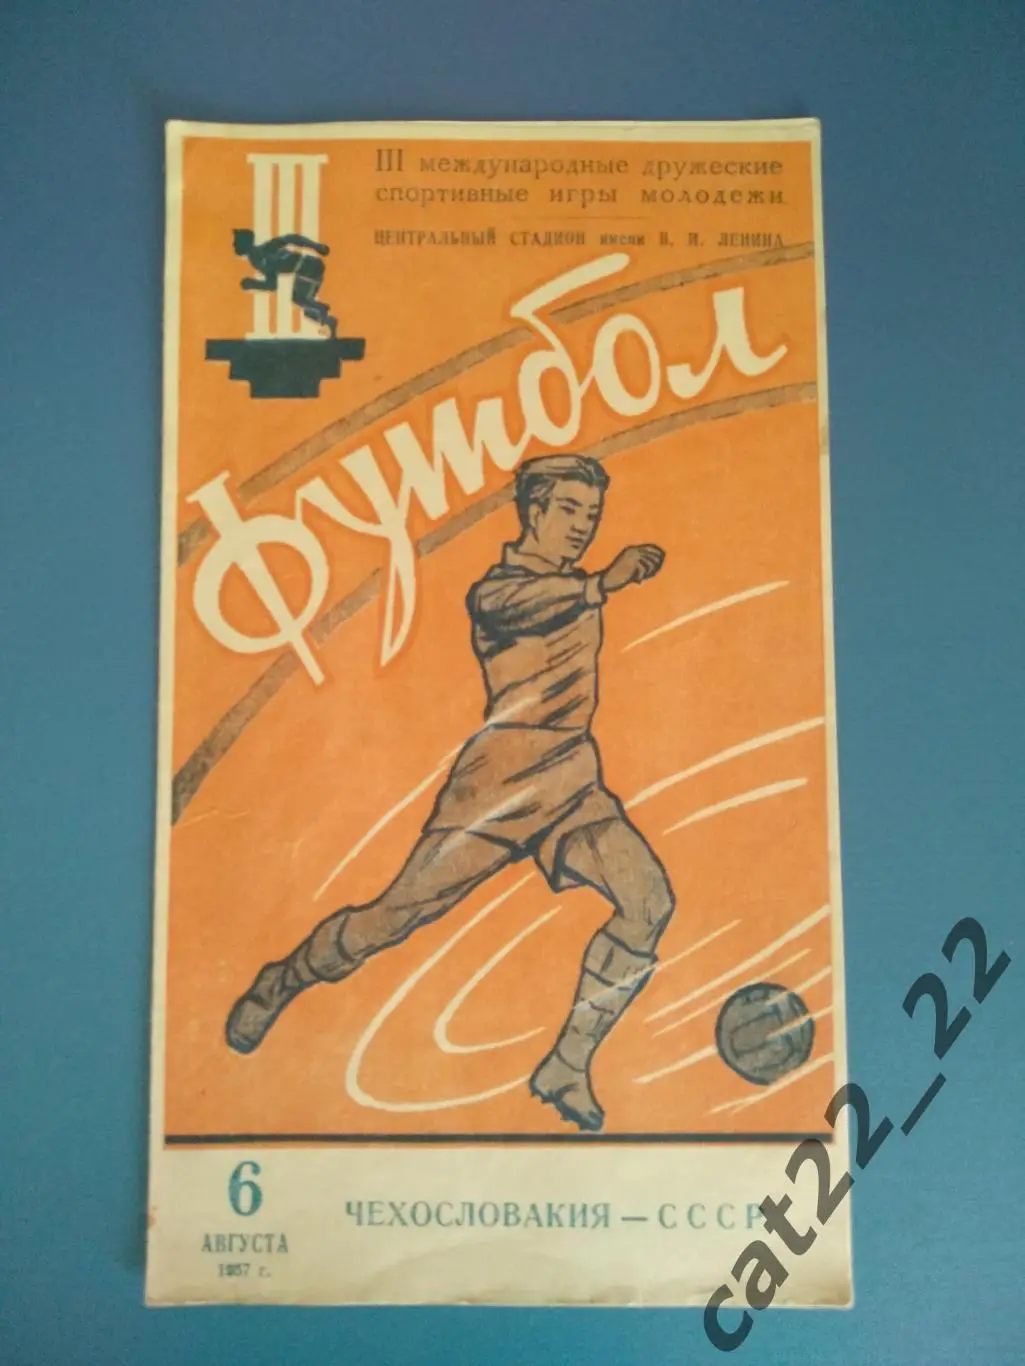 III международные дружеские
спортивные игры молодежи
ЦЕНТРАЛЬНЫЙ СТАДИОН имени В. И. ЛЕНИНА
III
футбол
6
АВГУСТА
1957 г.
ЧЕХОСЛОВАКИЯ — СССР
cat22_22